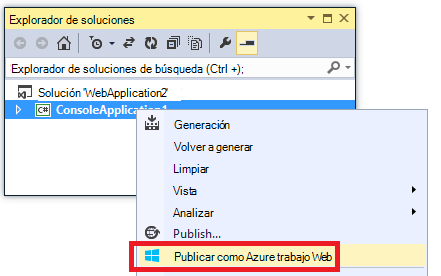 Explorador de soluciones
Explorador de soluciones de búsqueda (Ctrl +);
Solución 'WebApplication2'
C# ConsoleApplication1
Generación
Volver a generar
Limpiar
Vista
Analizar
Publish...
Publicar como Azure trabajo Web